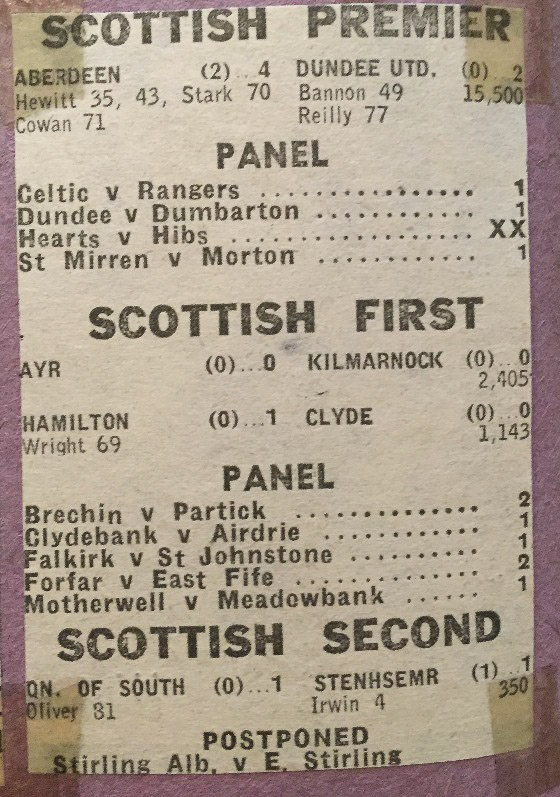 SCOTTISH PREMIER
ABERDEEN (2)..4 DUNDEE UTD. (0)..2
Hewitt 35, 43, Stark 70 Bannon 49 15,500
Cowan 71 Reilly 77
PANEL
Celtic v Rangers .................. 1
Dundee v Dumbarton ............ 1
Hearts v Hibs ................... XX
St Mirren v Morton ............ 1
SCOTTISH FIRST
AYR (0)...0 KILMARNOCK (0)..0
2,405
HAMILTON (0)...1 CLYDE (0)..0
Wright 69 1,143
PANEL
Brechin v Partick .............. 2
Clydebank v Airdrie ............ 1
Falkirk v St Johnstone .......... 1
Forfar v East Fife .............. 2
Motherwell v Meadowbank ...... 1
SCOTTISH SECOND
QN. OF SOUTH (0)...1 STENHSEMR (1)..1
Oliver 81 Irwin 4 350
POSTPONED
Stirling Alb. v E. Stirling